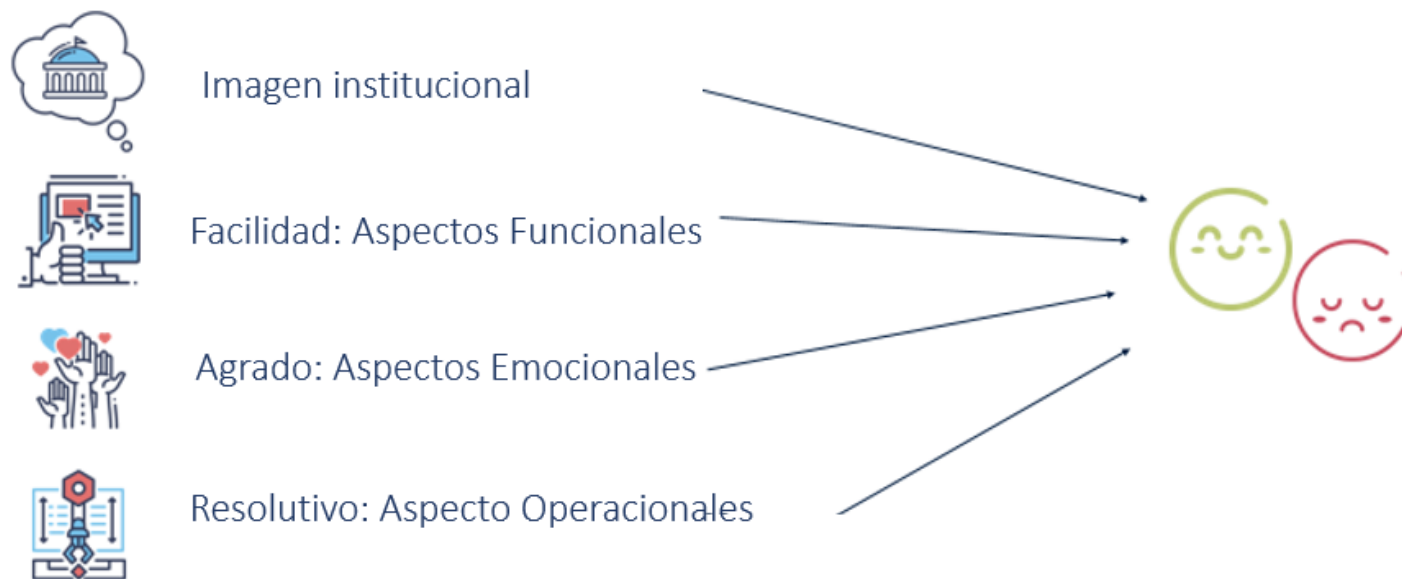 Imagen institucional
Facilidad: Aspectos Funcionales
Agrado: Aspectos Emocionales
Resolutivo: Aspecto Operacionales